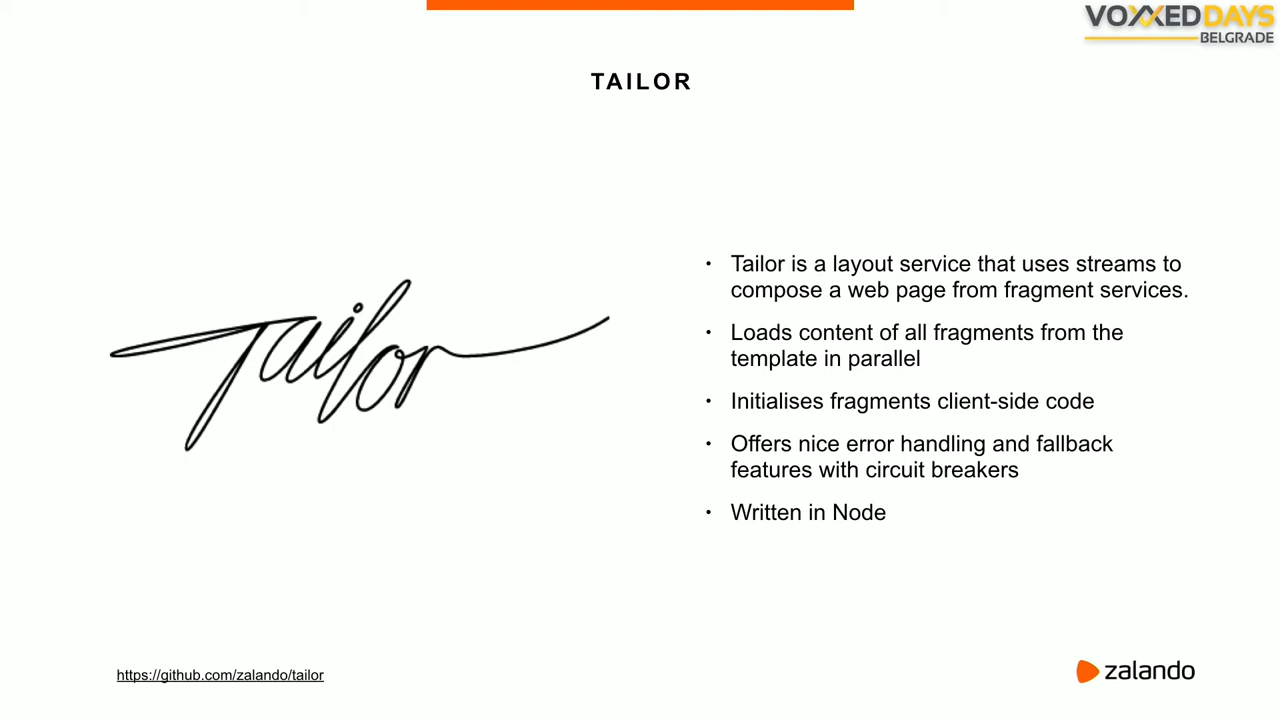 VOXXED DAYS
BELGRADE
TAILOR
Tailor
• Tailor is a layout service that uses streams to
compose a web page from fragment services.
• Loads content of all fragments from the
template in parallel
• Initialises fragments client-side code
• Offers nice error handling and fallback
features with circuit breakers
• Written in Node
https://github.com/zalando/tailor
zalando